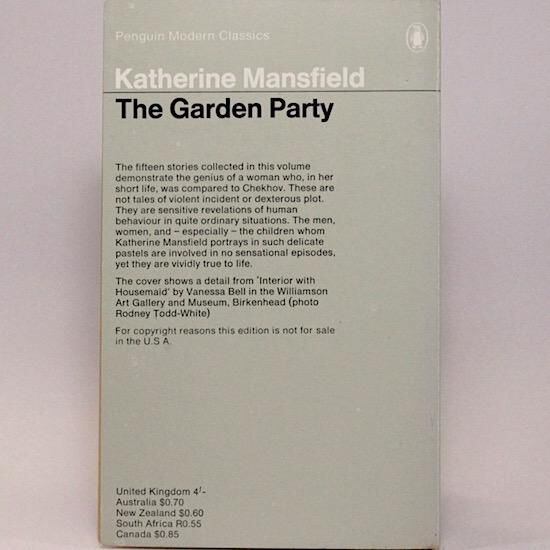 Penguin Modern Classics
Katherine Mansfield
The Garden Party
The fifteen stories collected in this volume
demonstrate the genius of a woman who, in her
short life, was compared to Chekhov. These are
not tales of violent incident or dexterous plot.
They are sensitive revelations of human
behaviour in quite ordinary situations. The men,
women, and – especially – the children whom
Katherine Mansfield portrays in such delicate
pastels are involved in no sensational episodes,
yet they are vividly true to life.
The cover shows a detail from 'Interior with
Housemaid' by Vanessa Bell in the Williamson
Art Gallery and Museum, Birkenhead (photo
Rodney Todd-White)
For copyright reasons this edition is not for sale
in the U.S.A.
United Kingdom 4/-
Australia $0.70
New Zealand $0.60
South Africa R0.55
Canada $0.85